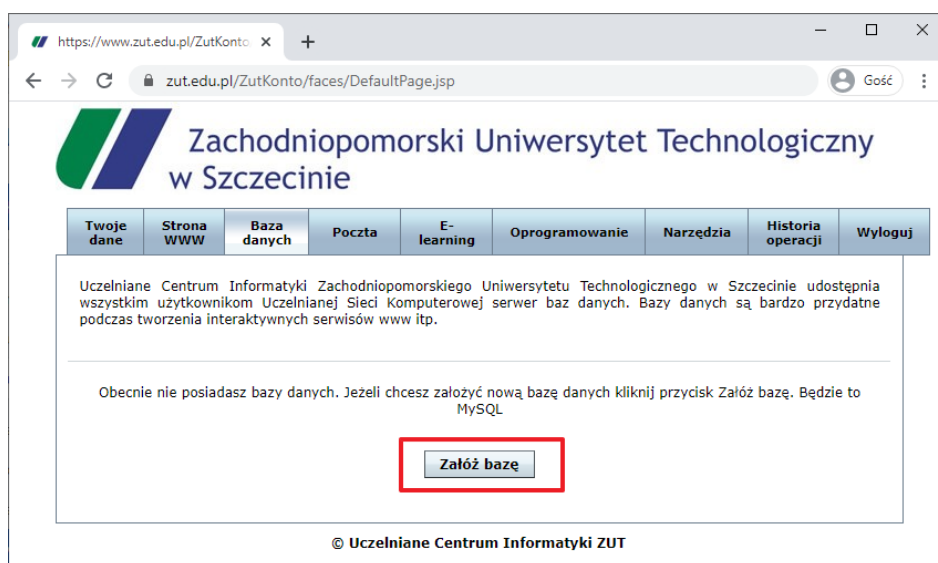 https://www.zut.edu.pl/ZutKonto
zut.edu.pl/ZutKonto/faces/DefaultPage.jsp
Gość
Zachodniopomorski Uniwersytet Technologiczny
w Szczecinie
Twoje dane
Strona WWW
Baza danych
Poczta
E-learning
Oprogramowanie
Narzędzia
Historia operacji
Wyloguj
Uczelniane Centrum Informatyki Zachodniopomorskiego Uniwersytetu Technologicznego w Szczecinie udostępnia
wszystkim użytkownikom Uczelnianej Sieci Komputerowej serwer baz danych. Bazy danych są bardzo przydatne
podczas tworzenia interaktywnych serwisów www itp.
Obecnie nie posiadasz bazy danych. Jeżeli chcesz założyć nową bazę danych kliknij przycisk Załóż bazę. Będzie to
MySQL
Załóż bazę
© Uczelniane Centrum Informatyki ZUT